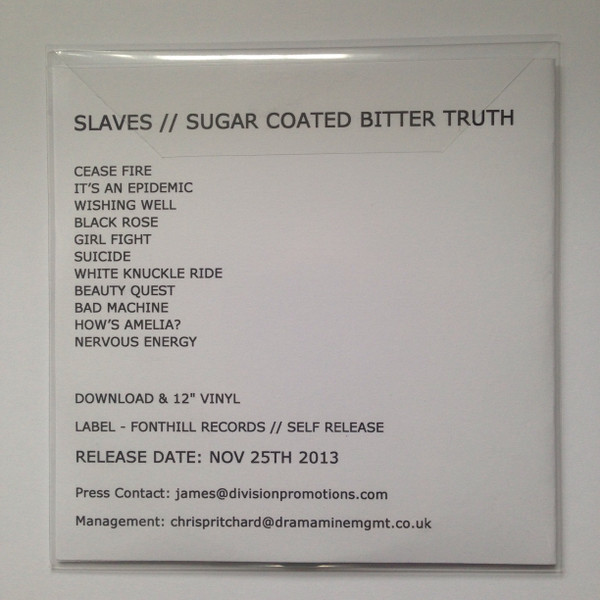 SLAVES // SUGAR COATED BITTER TRUTH
CEASE FIRE
IT'S AN EPIDEMIC
WISHING WELL
BLACK ROSE
GIRL FIGHT
SUICIDE
WHITE KNUCKLE RIDE
BEAUTY QUEST
BAD MACHINE
HOW'S AMELIA?
NERVOUS ENERGY
DOWNLOAD & 12" VINYL
LABEL - FONTHILL RECORDS // SELF RELEASE
RELEASE DATE: NOV 25TH 2013
Press Contact: james@divisionpromotions.com
Management: chrispritchard@dramaminemgmt.co.uk